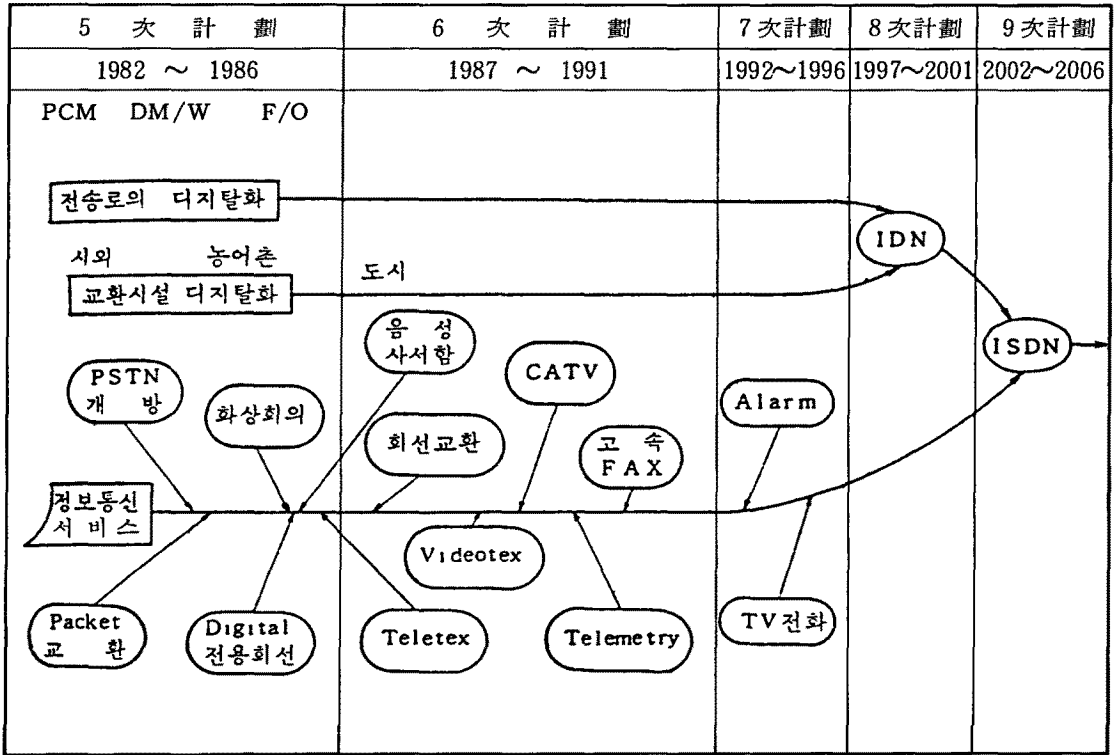 5 次 計 劃
6 次 計 劃
7 次計劃
8 次計劃
9 次計劃
1982 ～ 1986
1987 ～ 1991
1992～1996
1997～2001
2002～2006
PCM DM/W F/O
전송로의 디지탈화
IDN
시외 농어촌
도시
교환시설 디지탈화
ISDN
음 성
사서함
PSTN
개 방
화상회의
회선교환
CATV
고 속
FAX
Alarm
정보통신
서 비 스
Videotex
Packet
교 환
Digital
전용회선
Teletex
Telemetry
TV전화